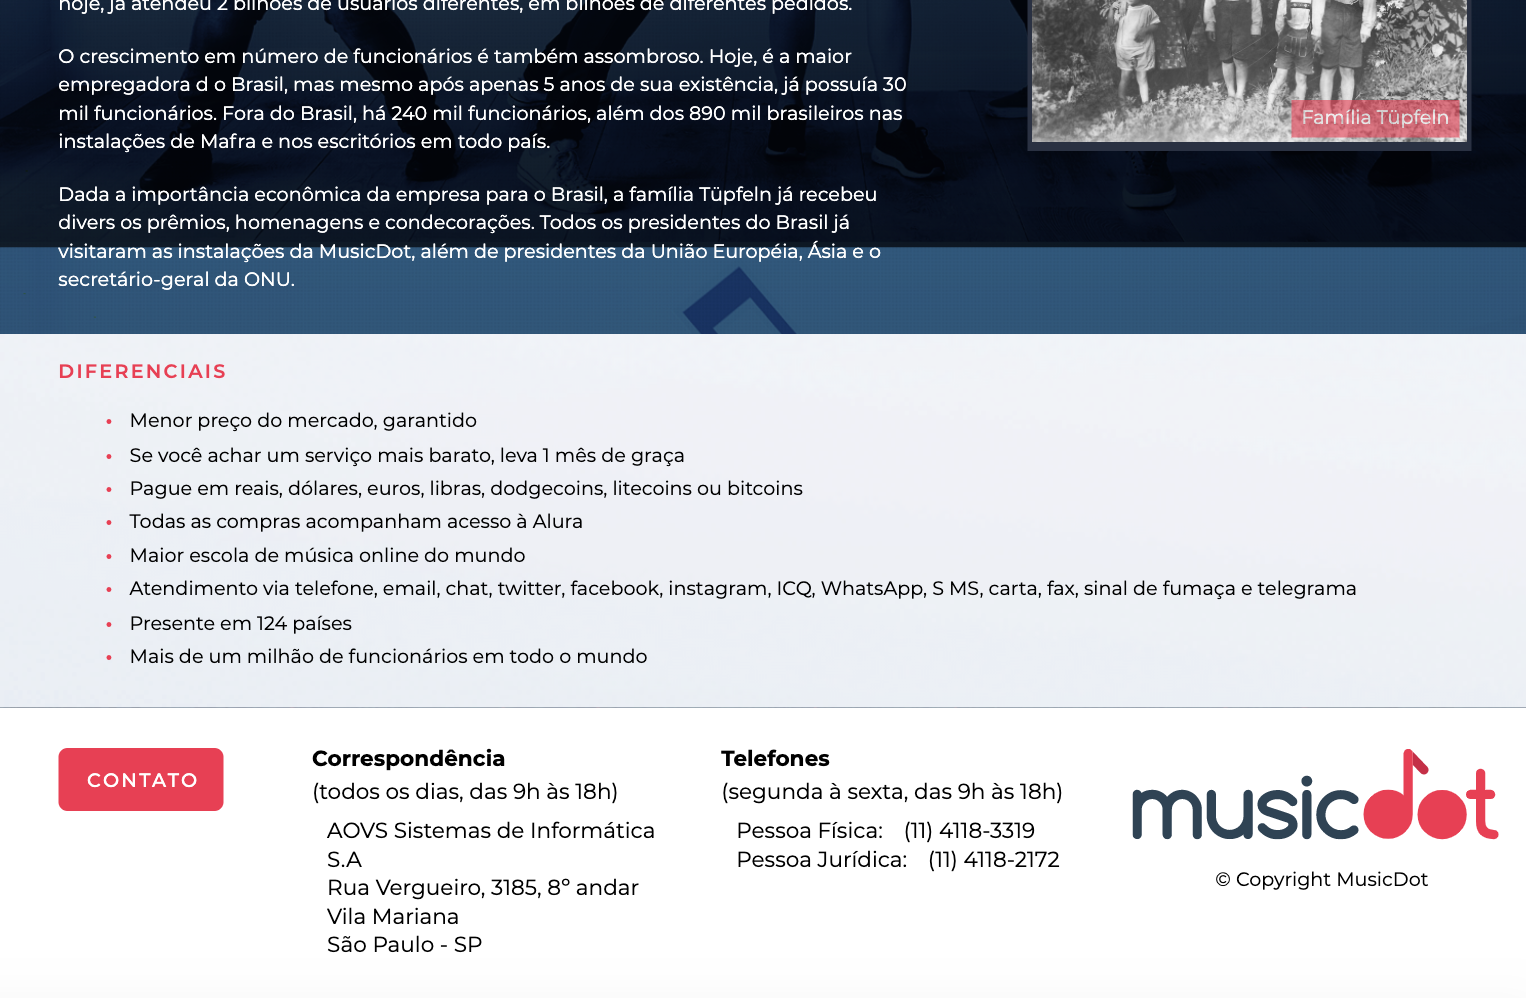 hoje, já atendeu 2 bilhões de usuários diferentes, em bilhões de diferentes pedidos.
O crescimento em número de funcionários é também assombroso. Hoje, é a maior
empregadora d o Brasil, mas mesmo após apenas 5 anos de sua existência, já possuía 30
mil funcionários. Fora do Brasil, há 240 mil funcionários, além dos 890 mil brasileiros nas
instalações de Mafra e nos escritórios em todo país.
Família Tüpfeln
Dada a importância econômica da empresa para o Brasil, a família Tüpfeln já recebeu
divers os prêmios, homenagens e condecorações. Todos os presidentes do Brasil já
visitaram as instalações da MusicDot, além de presidentes da União Européia, Ásia e o
secretário-geral da ONU.
DIFERENCIAIS
• Menor preço do mercado, garantido
• Se você achar um serviço mais barato, leva 1 mês de graça
• Pague em reais, dólares, euros, libras, dodgecoins, litecoins ou bitcoins
• Todas as compras acompanham acesso à Alura
• Maior escola de música online do mundo
• Atendimento via telefone, email, chat, twitter, facebook, instagram, ICQ, WhatsApp, S MS, carta, fax, sinal de fumaça e telegrama
• Presente em 124 países
• Mais de um milhão de funcionários em todo o mundo
CONTATO
Correspondência
(todos os dias, das 9h às 18h)
AOVS Sistemas de Informática
S.A
Rua Vergueiro, 3185, 8º andar
Vila Mariana
São Paulo - SP
Telefones
(segunda à sexta, das 9h às 18h)
Pessoa Física: (11) 4118-3319
Pessoa Jurídica: (11) 4118-2172
musicdot
© Copyright MusicDot